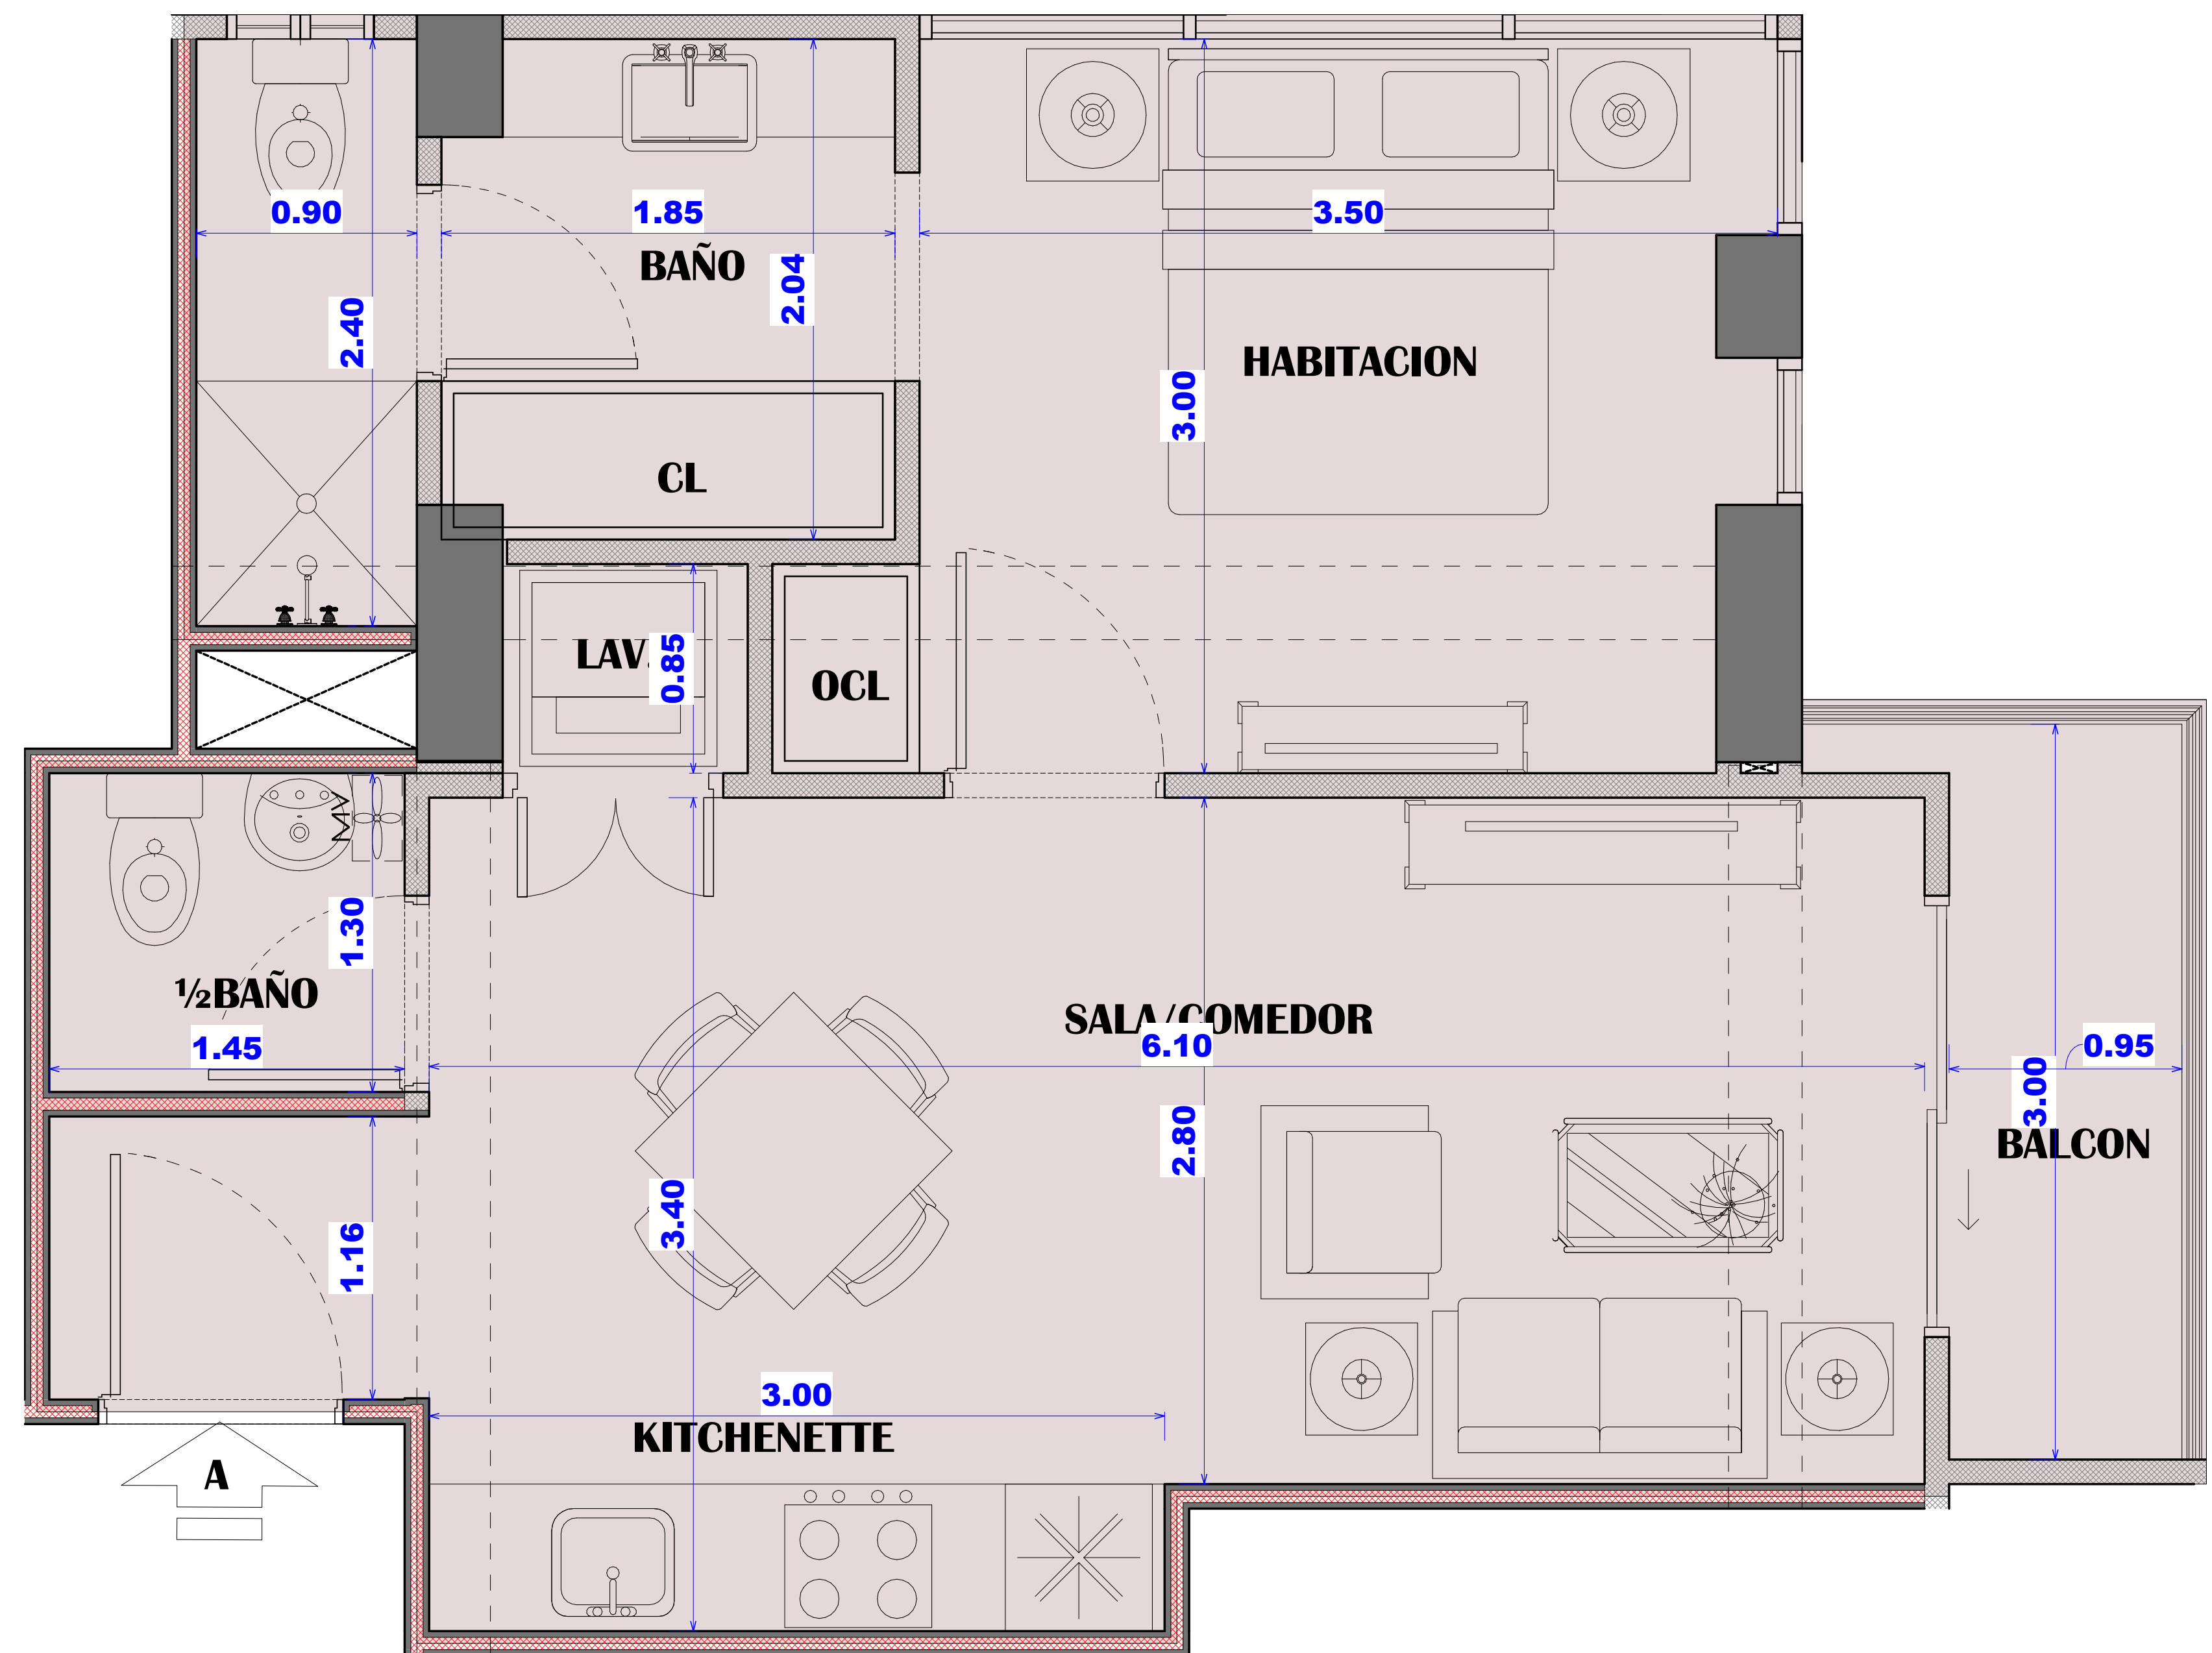 0.90
1.85
3.50
BAÑO
2.04
2.40
HABITACION
3.00
CL
LAV.
0.85
OCL
MV
1.30
½BAÑO
1.45
SALA/COMEDOR
6.10
0.95
3.00
BALCON
2.80
3.40
1.16
3.00
KITCHENETTE
A